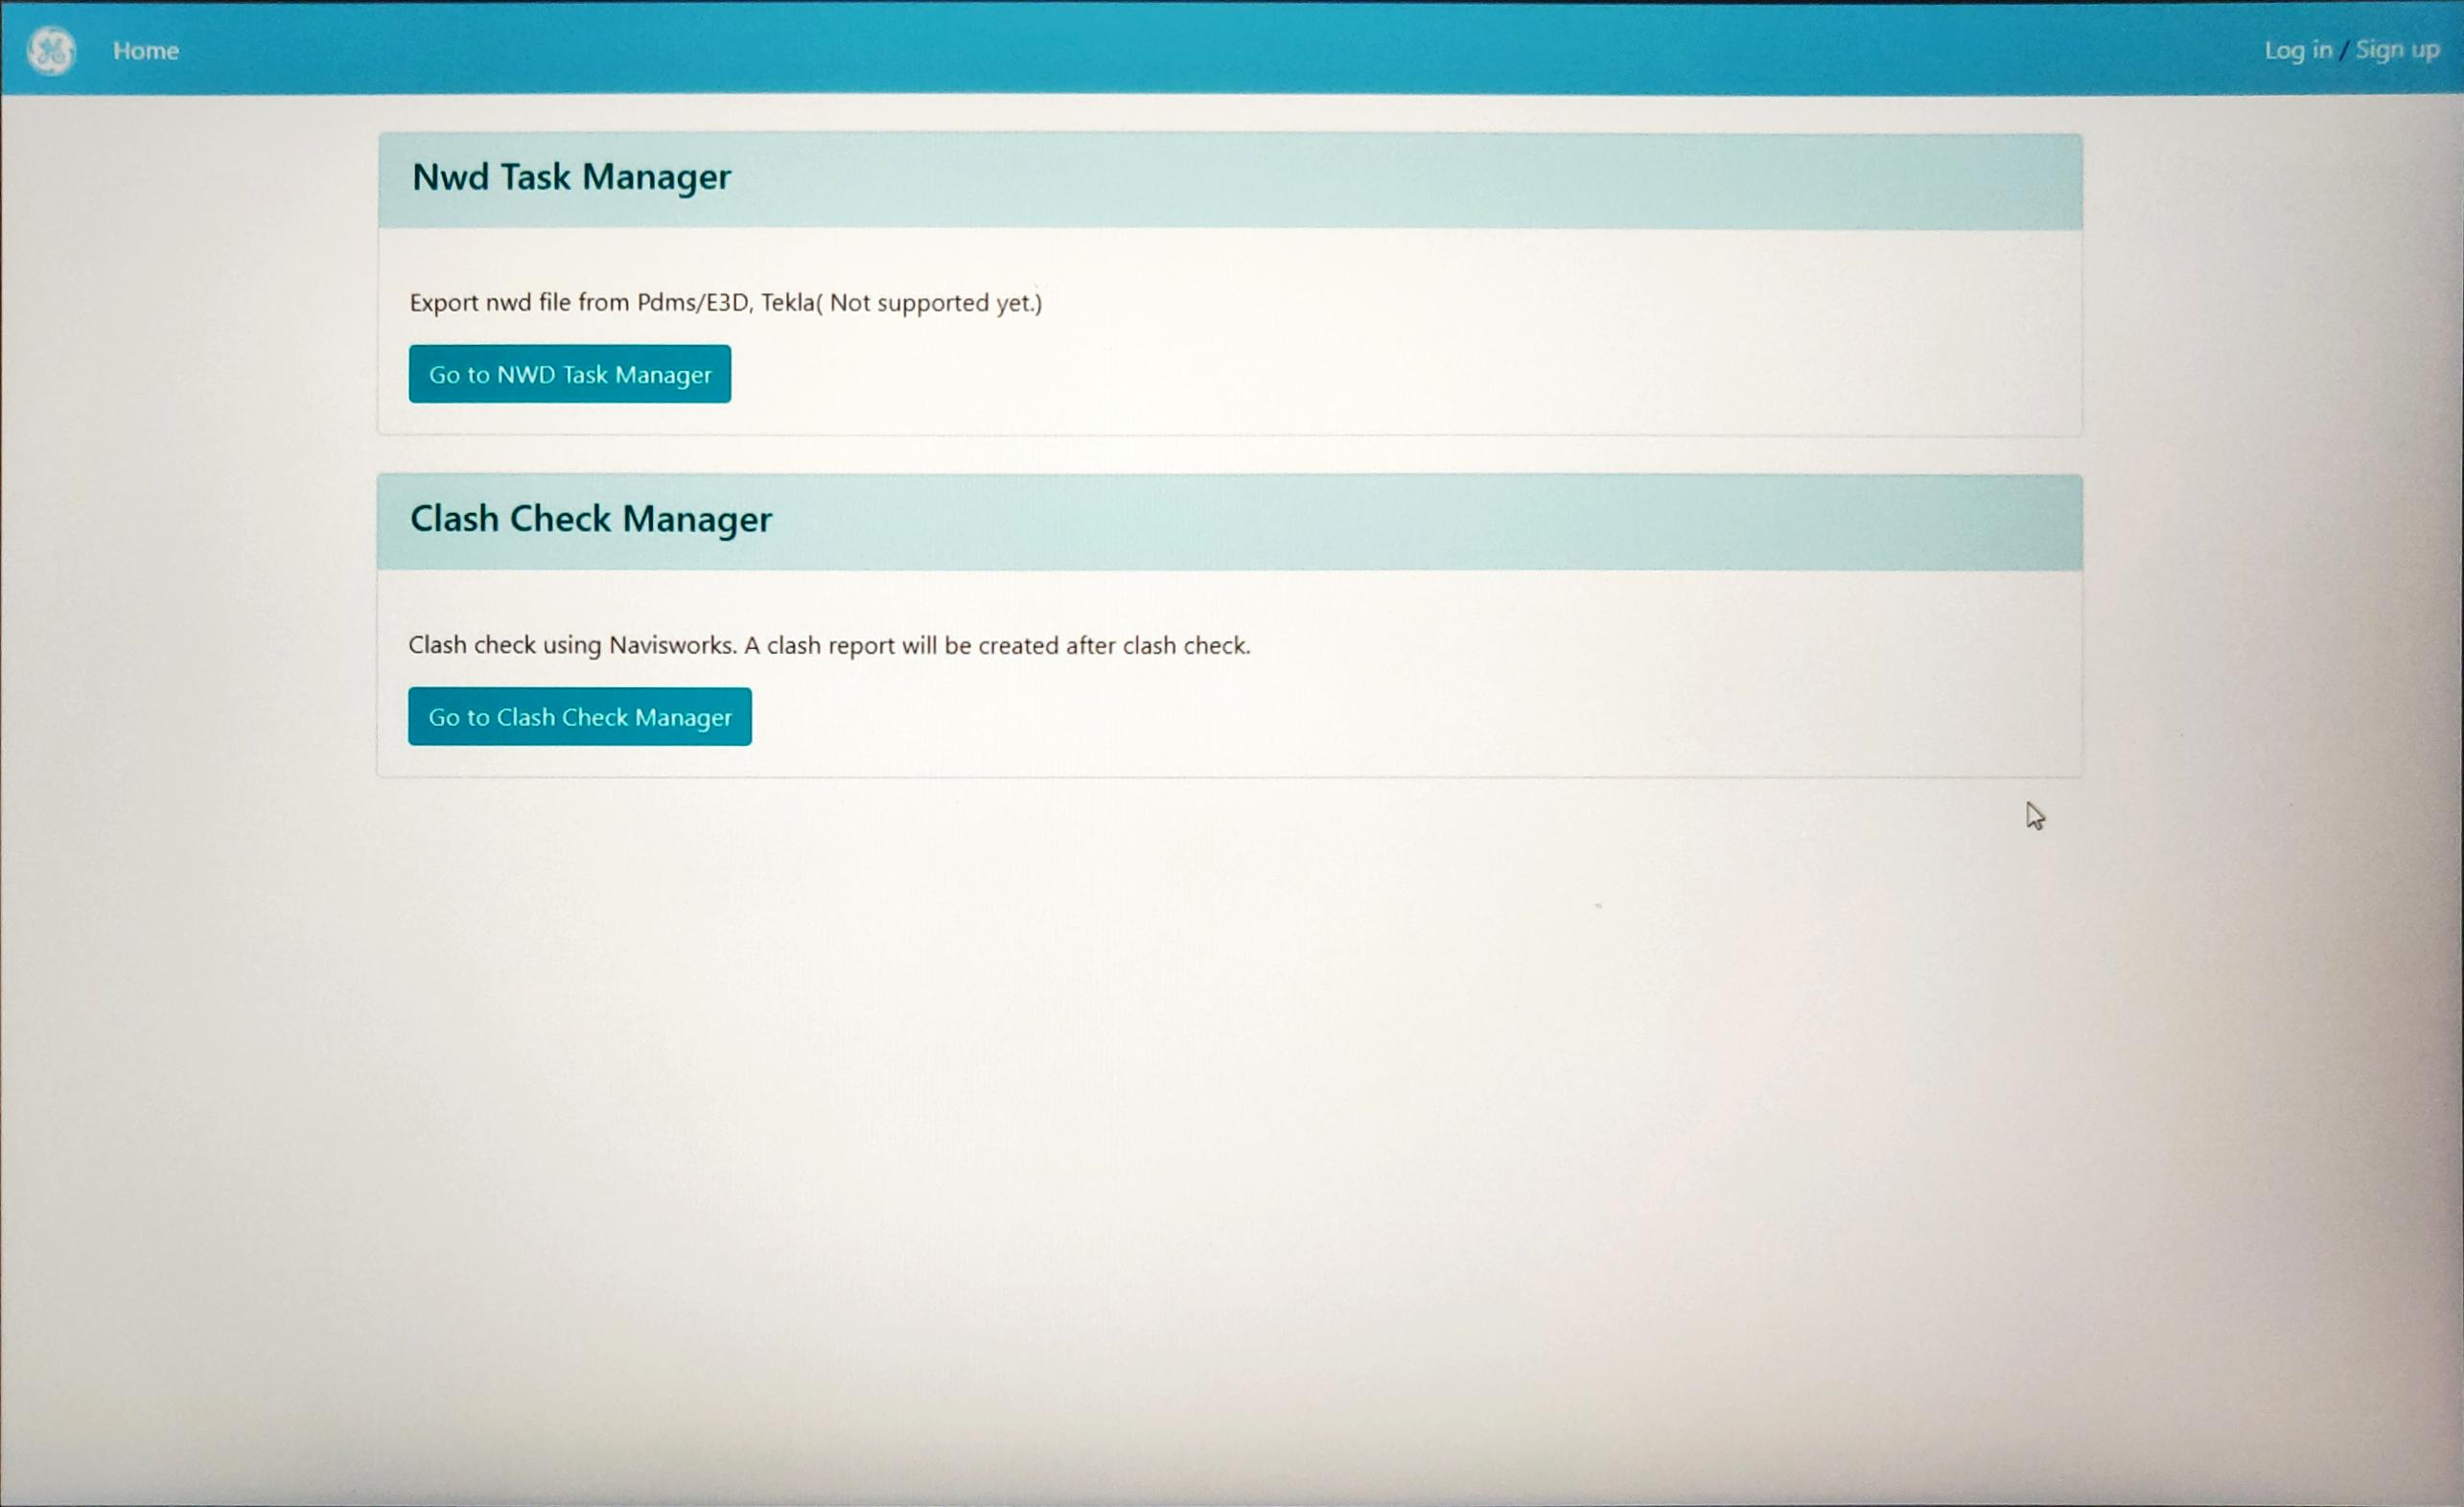 Home
Log in / Sign up
Nwd Task Manager
Export nwd file from Pdms/E3D, Tekla( Not supported yet.)
Go to NWD Task Manager
Clash Check Manager
Clash check using Navisworks. A clash report will be created after clash check.
Go to Clash Check Manager